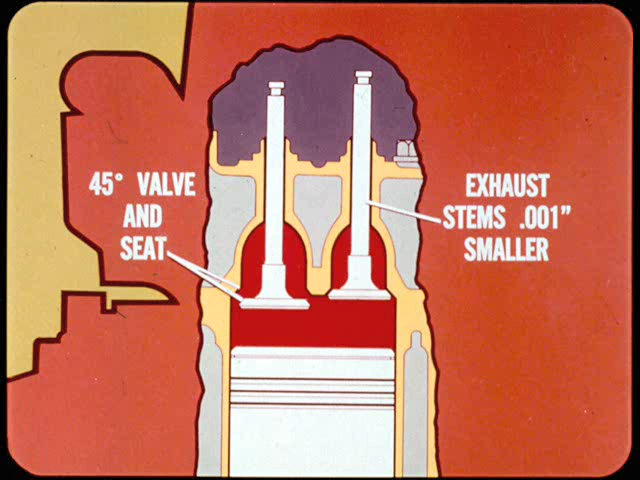 45° VALVE
AND
SEAT
EXHAUST
STEMS .001"
SMALLER